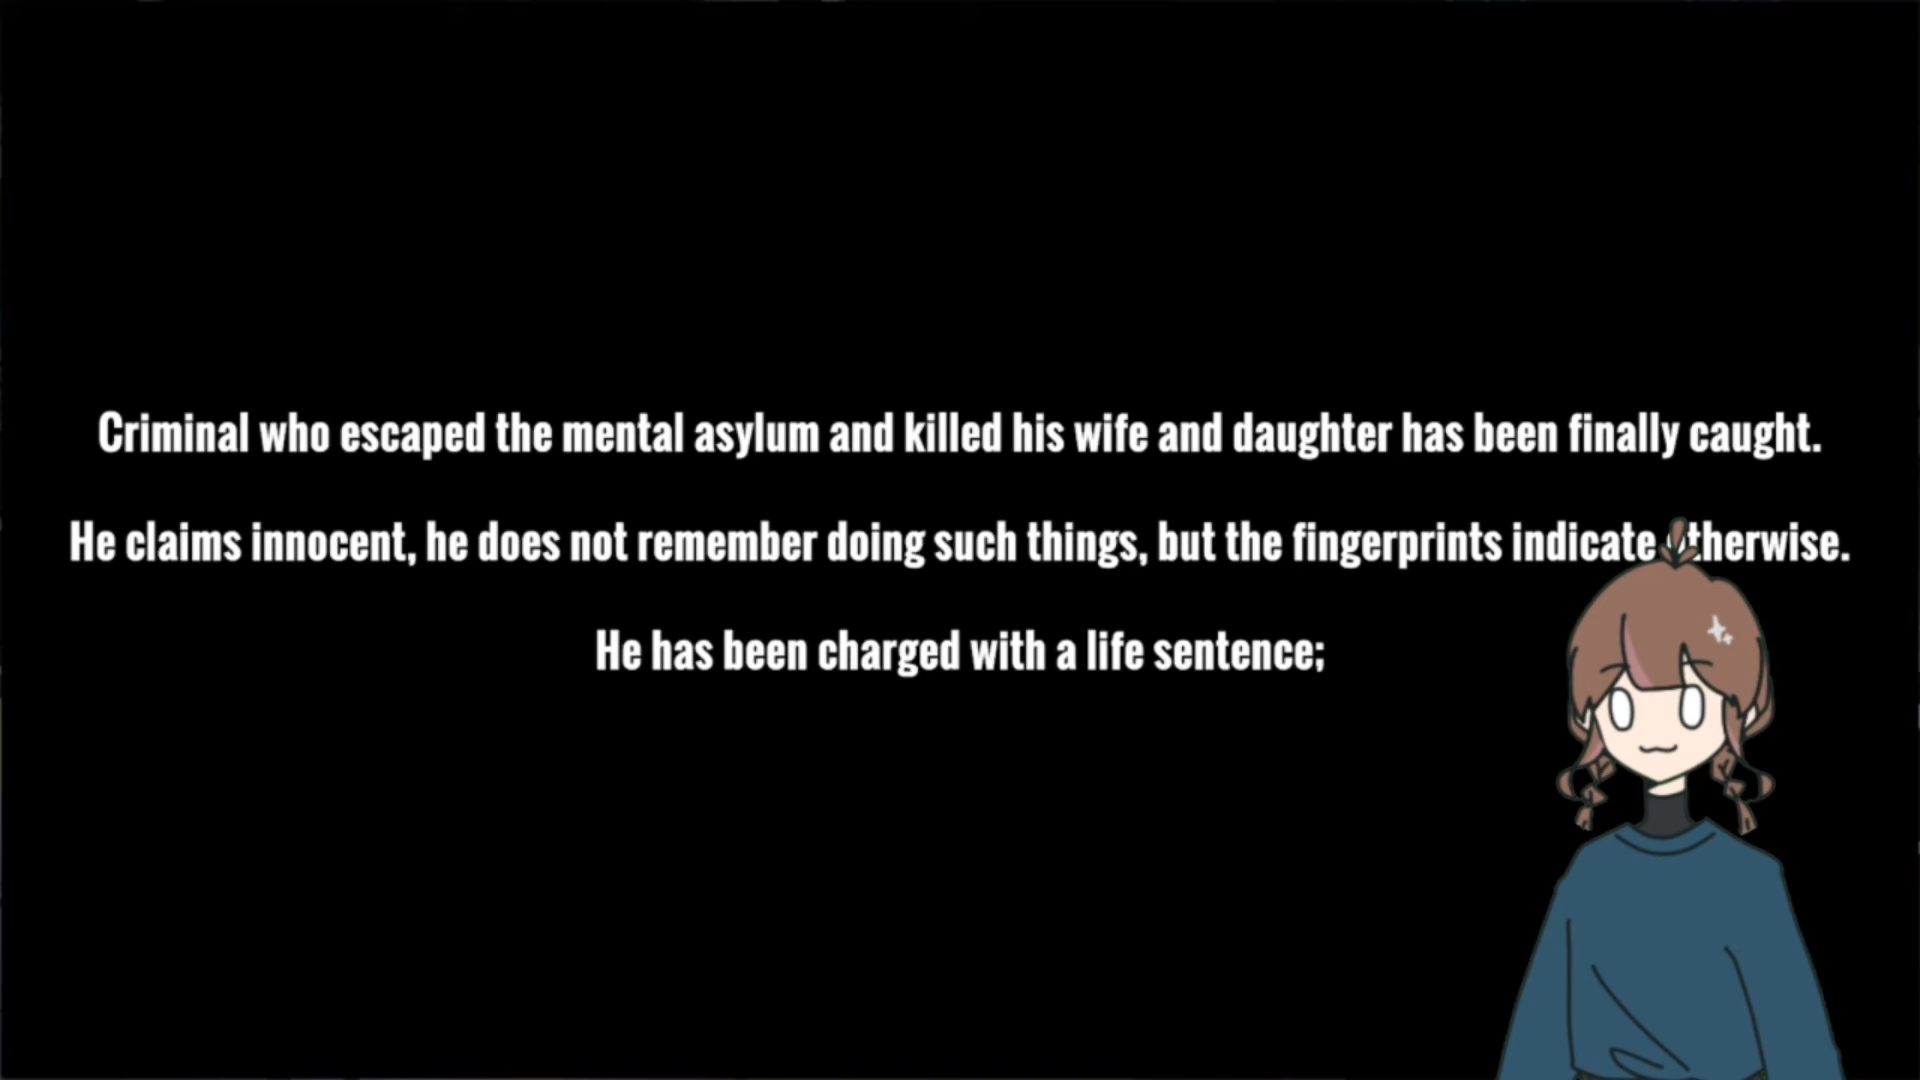 Criminal who escaped the mental asylum and killed his wife and daughter has been finally caught.
He claims innocent, he does not remember doing such things, but the fingerprints indicate otherwise.
He has been charged with a life sentence;